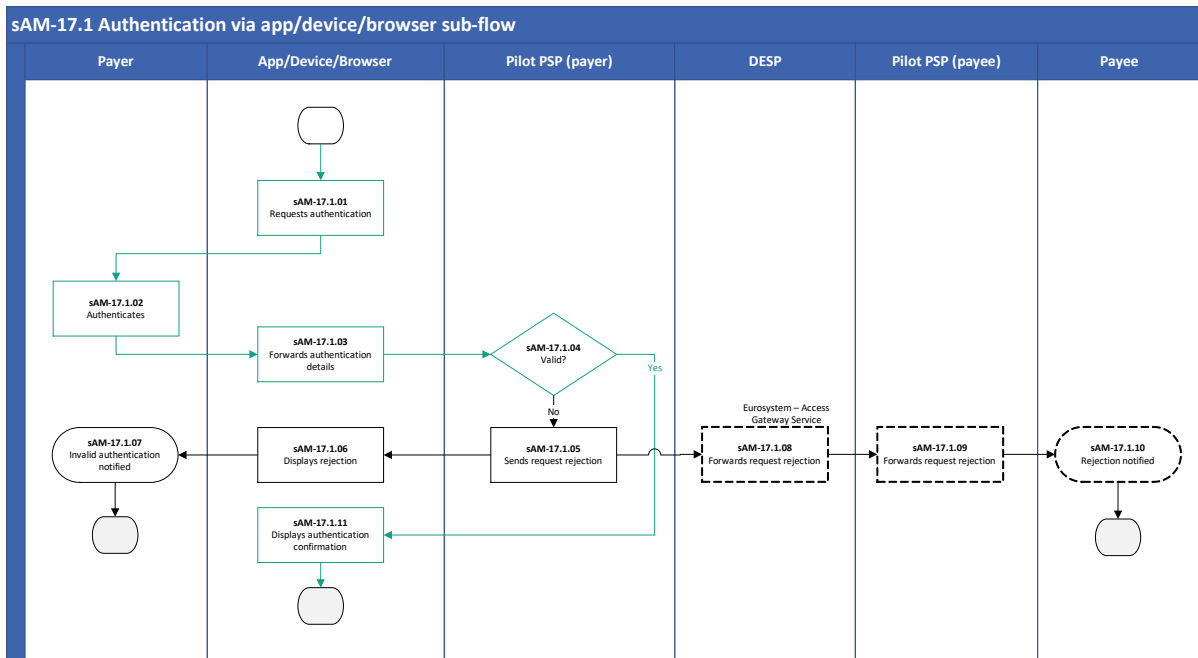 sAM-17.1 Authentication via app/device/browser sub-flow
Payer
App/Device/Browser
Pilot PSP (payer)
DESP
Pilot PSP (payee)
Payee
sAM-17.1.01
Requests authentication
sAM-17.1.02
Authenticates
sAM-17.1.03
Forwards authentication
details
sAM-17.1.04
Valid?
Yes
No
Eurosystem – Access
Gateway Service
sAM-17.1.07
Invalid authentication
notified
sAM-17.1.06
Displays rejection
sAM-17.1.05
Sends request rejection
sAM-17.1.08
Forwards request rejection
sAM-17.1.09
Forwards request rejection
sAM-17.1.10
Rejection notified
sAM-17.1.11
Displays authentication
confirmation